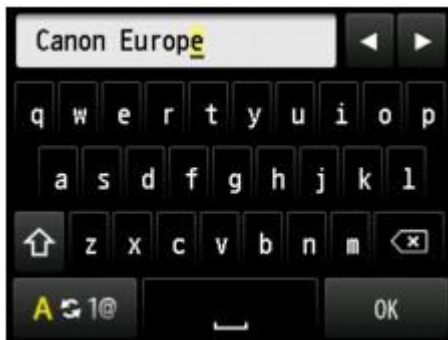 Canon Europe
q w e r t y u i o p
a s d f g h j k l
z x c v b n m
A 1@ OK